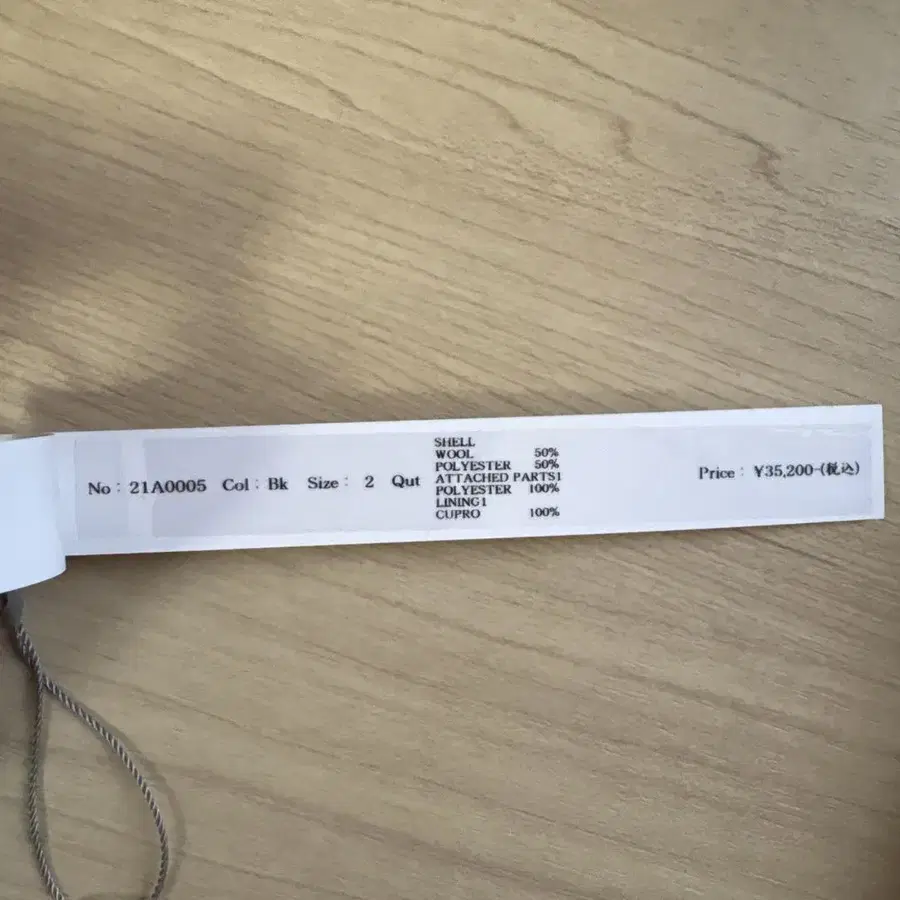 No : 21A0005 Col : Bk Size : 2 Qut
SHELL
WOOL 50%
POLYESTER 50%
ATTACHED PARTS1
POLYESTER 100%
LINING1
CUPRO 100%
Price : ¥35,200-(税込)